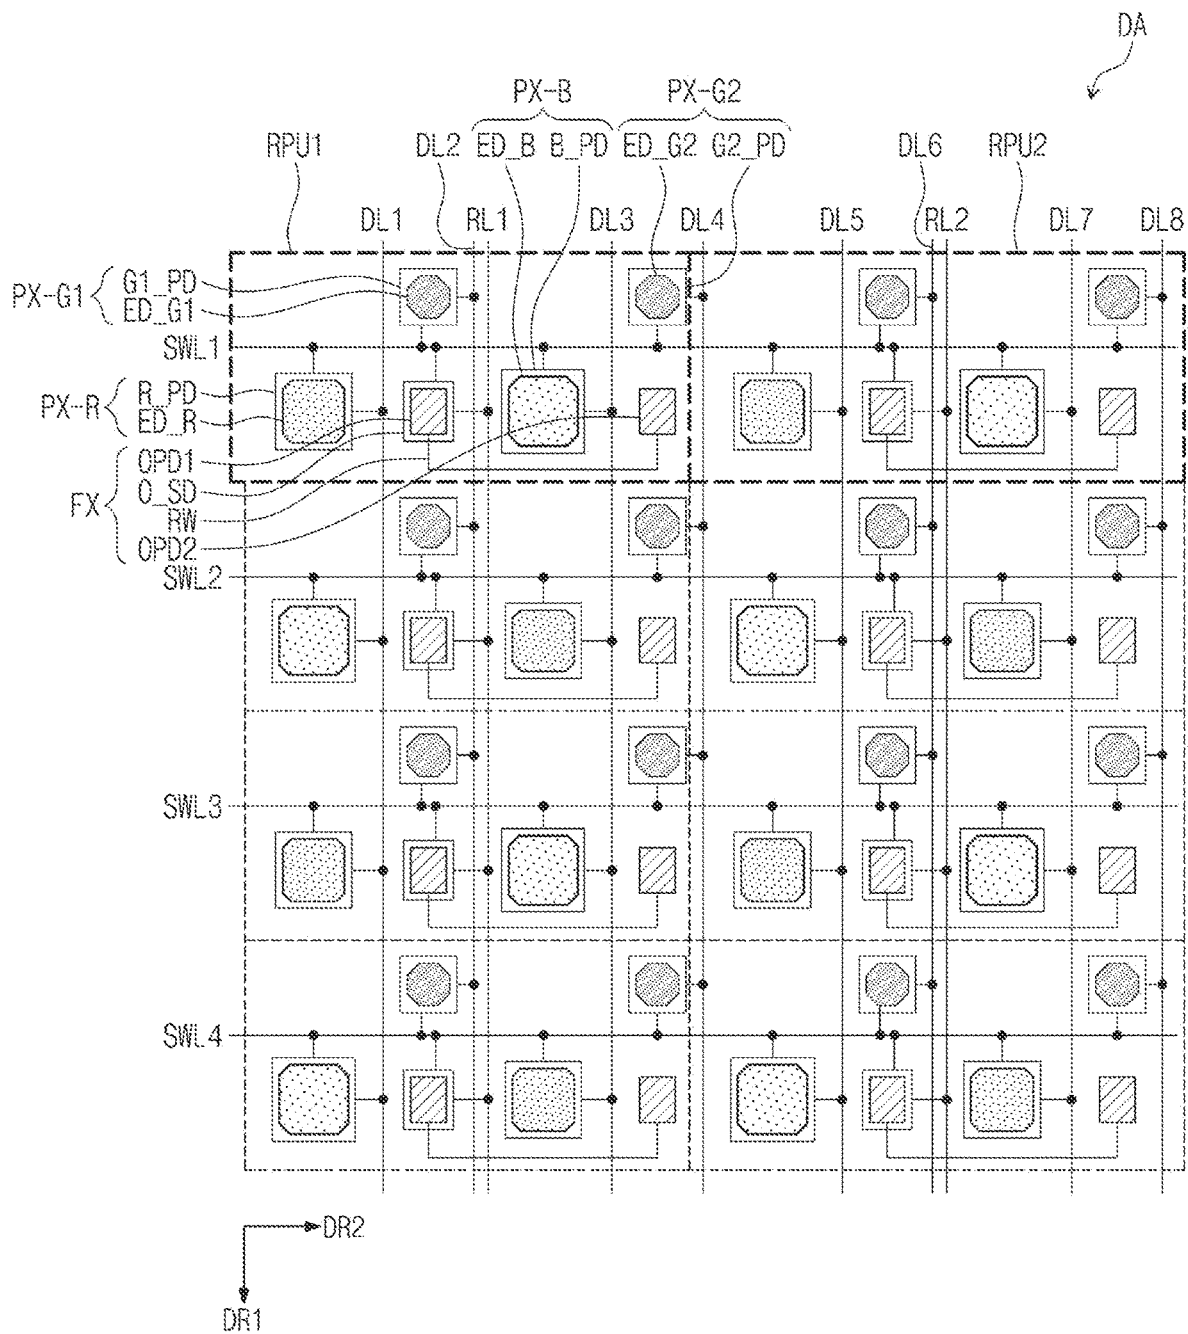 DA
PX-B PX-G2
RPU1 DL2 ED_B B_PD ED_G2 G2_PD DL6 RPU2
DL1 RL1 DL3 DL4 DL5 RL2 DL7 DL8
PX-G1 G1_PD
ED_G1
SWL1
PX-R R_PD
ED_R
FX OPD1
O_SD
RW
OPD2
SWL2
SWL3
SWL4
DR2
DR1